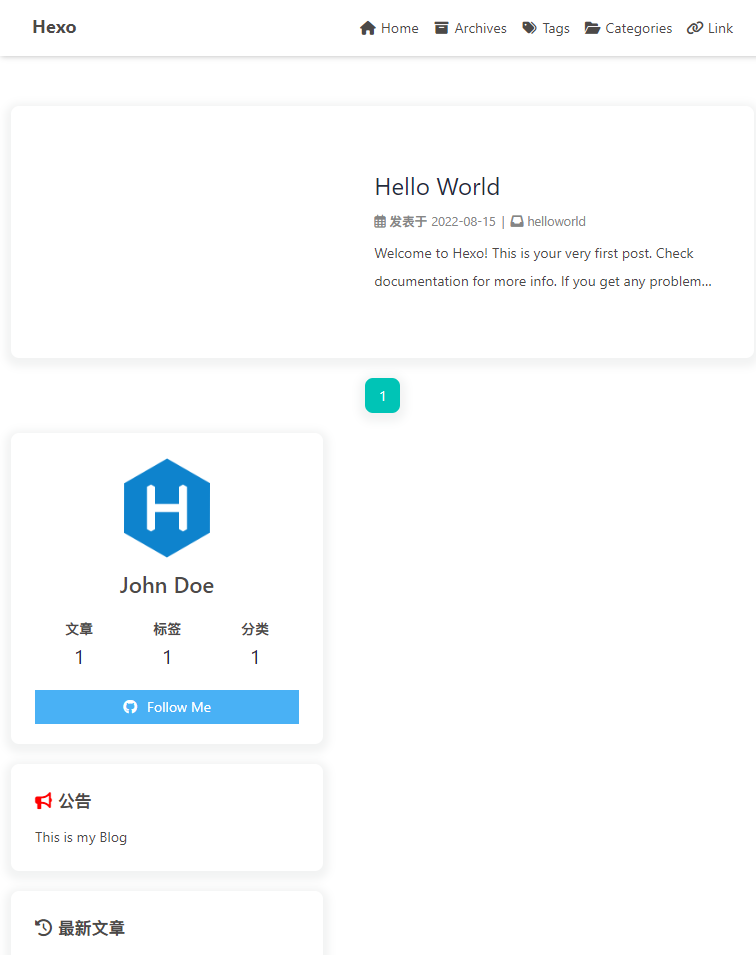 Hexo
Home Archives Tags Categories Link
Hello World
发表于 2022-08-15 | helloworld
Welcome to Hexo! This is your very first post. Check
documentation for more info. If you get any problem...
1
John Doe
文章 标签 分类
1 1 1
Follow Me
公告
This is my Blog
最新文章